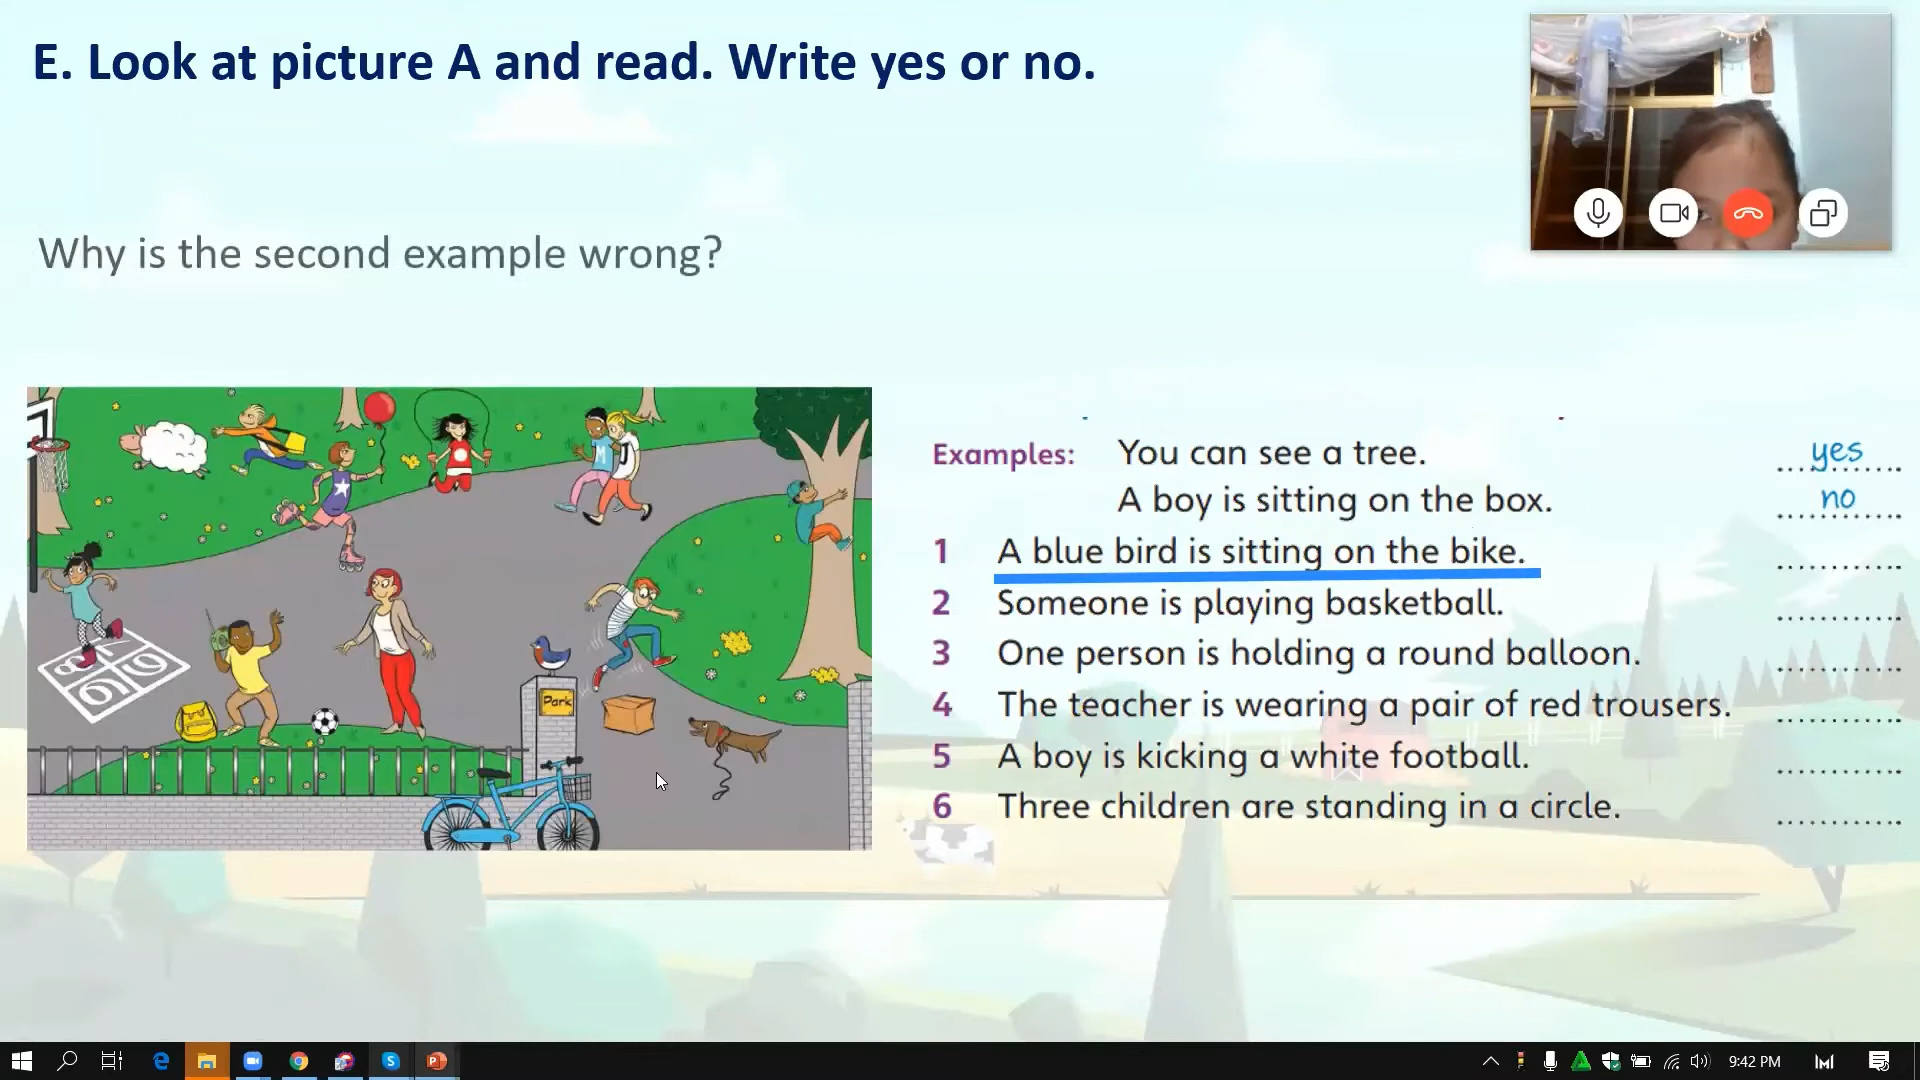 E. Look at picture A and read. Write yes or no.
Why is the second example wrong?
Examples: You can see a tree. yes
A boy is sitting on the box. no
1 A blue bird is sitting on the bike.
2 Someone is playing basketball.
3 One person is holding a round balloon.
4 The teacher is wearing a pair of red trousers.
5 A boy is kicking a white football.
6 Three children are standing in a circle.
M
J
Park
9:42 PM